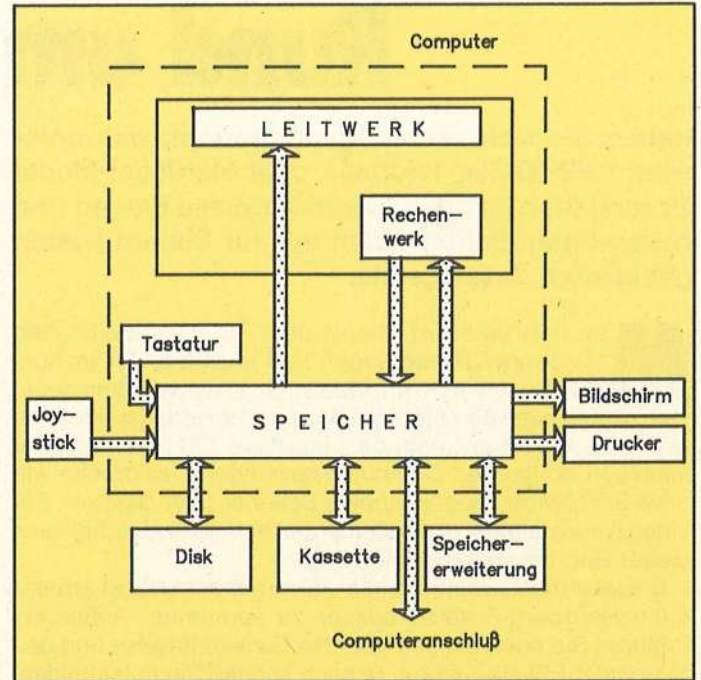 Computer
LEITWERK
Rechen-
werk
Tastatur
Joy-
stick
SPEICHER
Bildschirm
Drucker
Disk
Kassette
Speicher-
erweiterung
Computeranschluß